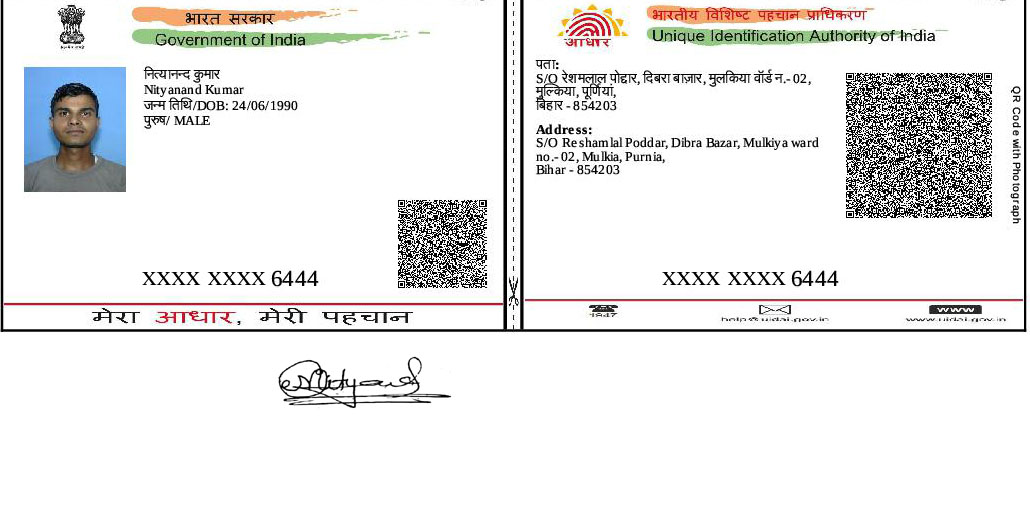 भारत सरकार
Government of India
नित्यानन्द कुमार
Nityanand Kumar
जन्म तिथि/DOB: 24/06/1990
पुरुष/ MALE
XXXX XXXX 6444
मेरा आधार, मेरी पहचान
आधार
भारतीय विशिष्ट पहचान प्राधिकरण
Unique Identification Authority of India
पता:
S/O रेशमलाल पोद्दार, दिबरा बाज़ार, मुलकिया वॉर्ड न.- 02,
मुल्किया, पूर्णिया,
बिहार - 854203
Address:
S/O Reshamlal Poddar, Dibra Bazar, Mulkiya ward
no.- 02, Mulkia, Purnia,
Bihar - 854203
QR Code with Photograph
XXXX XXXX 6444
1947
help@uidai.gov.in
www
www.uidai.gov.in
Nityanand